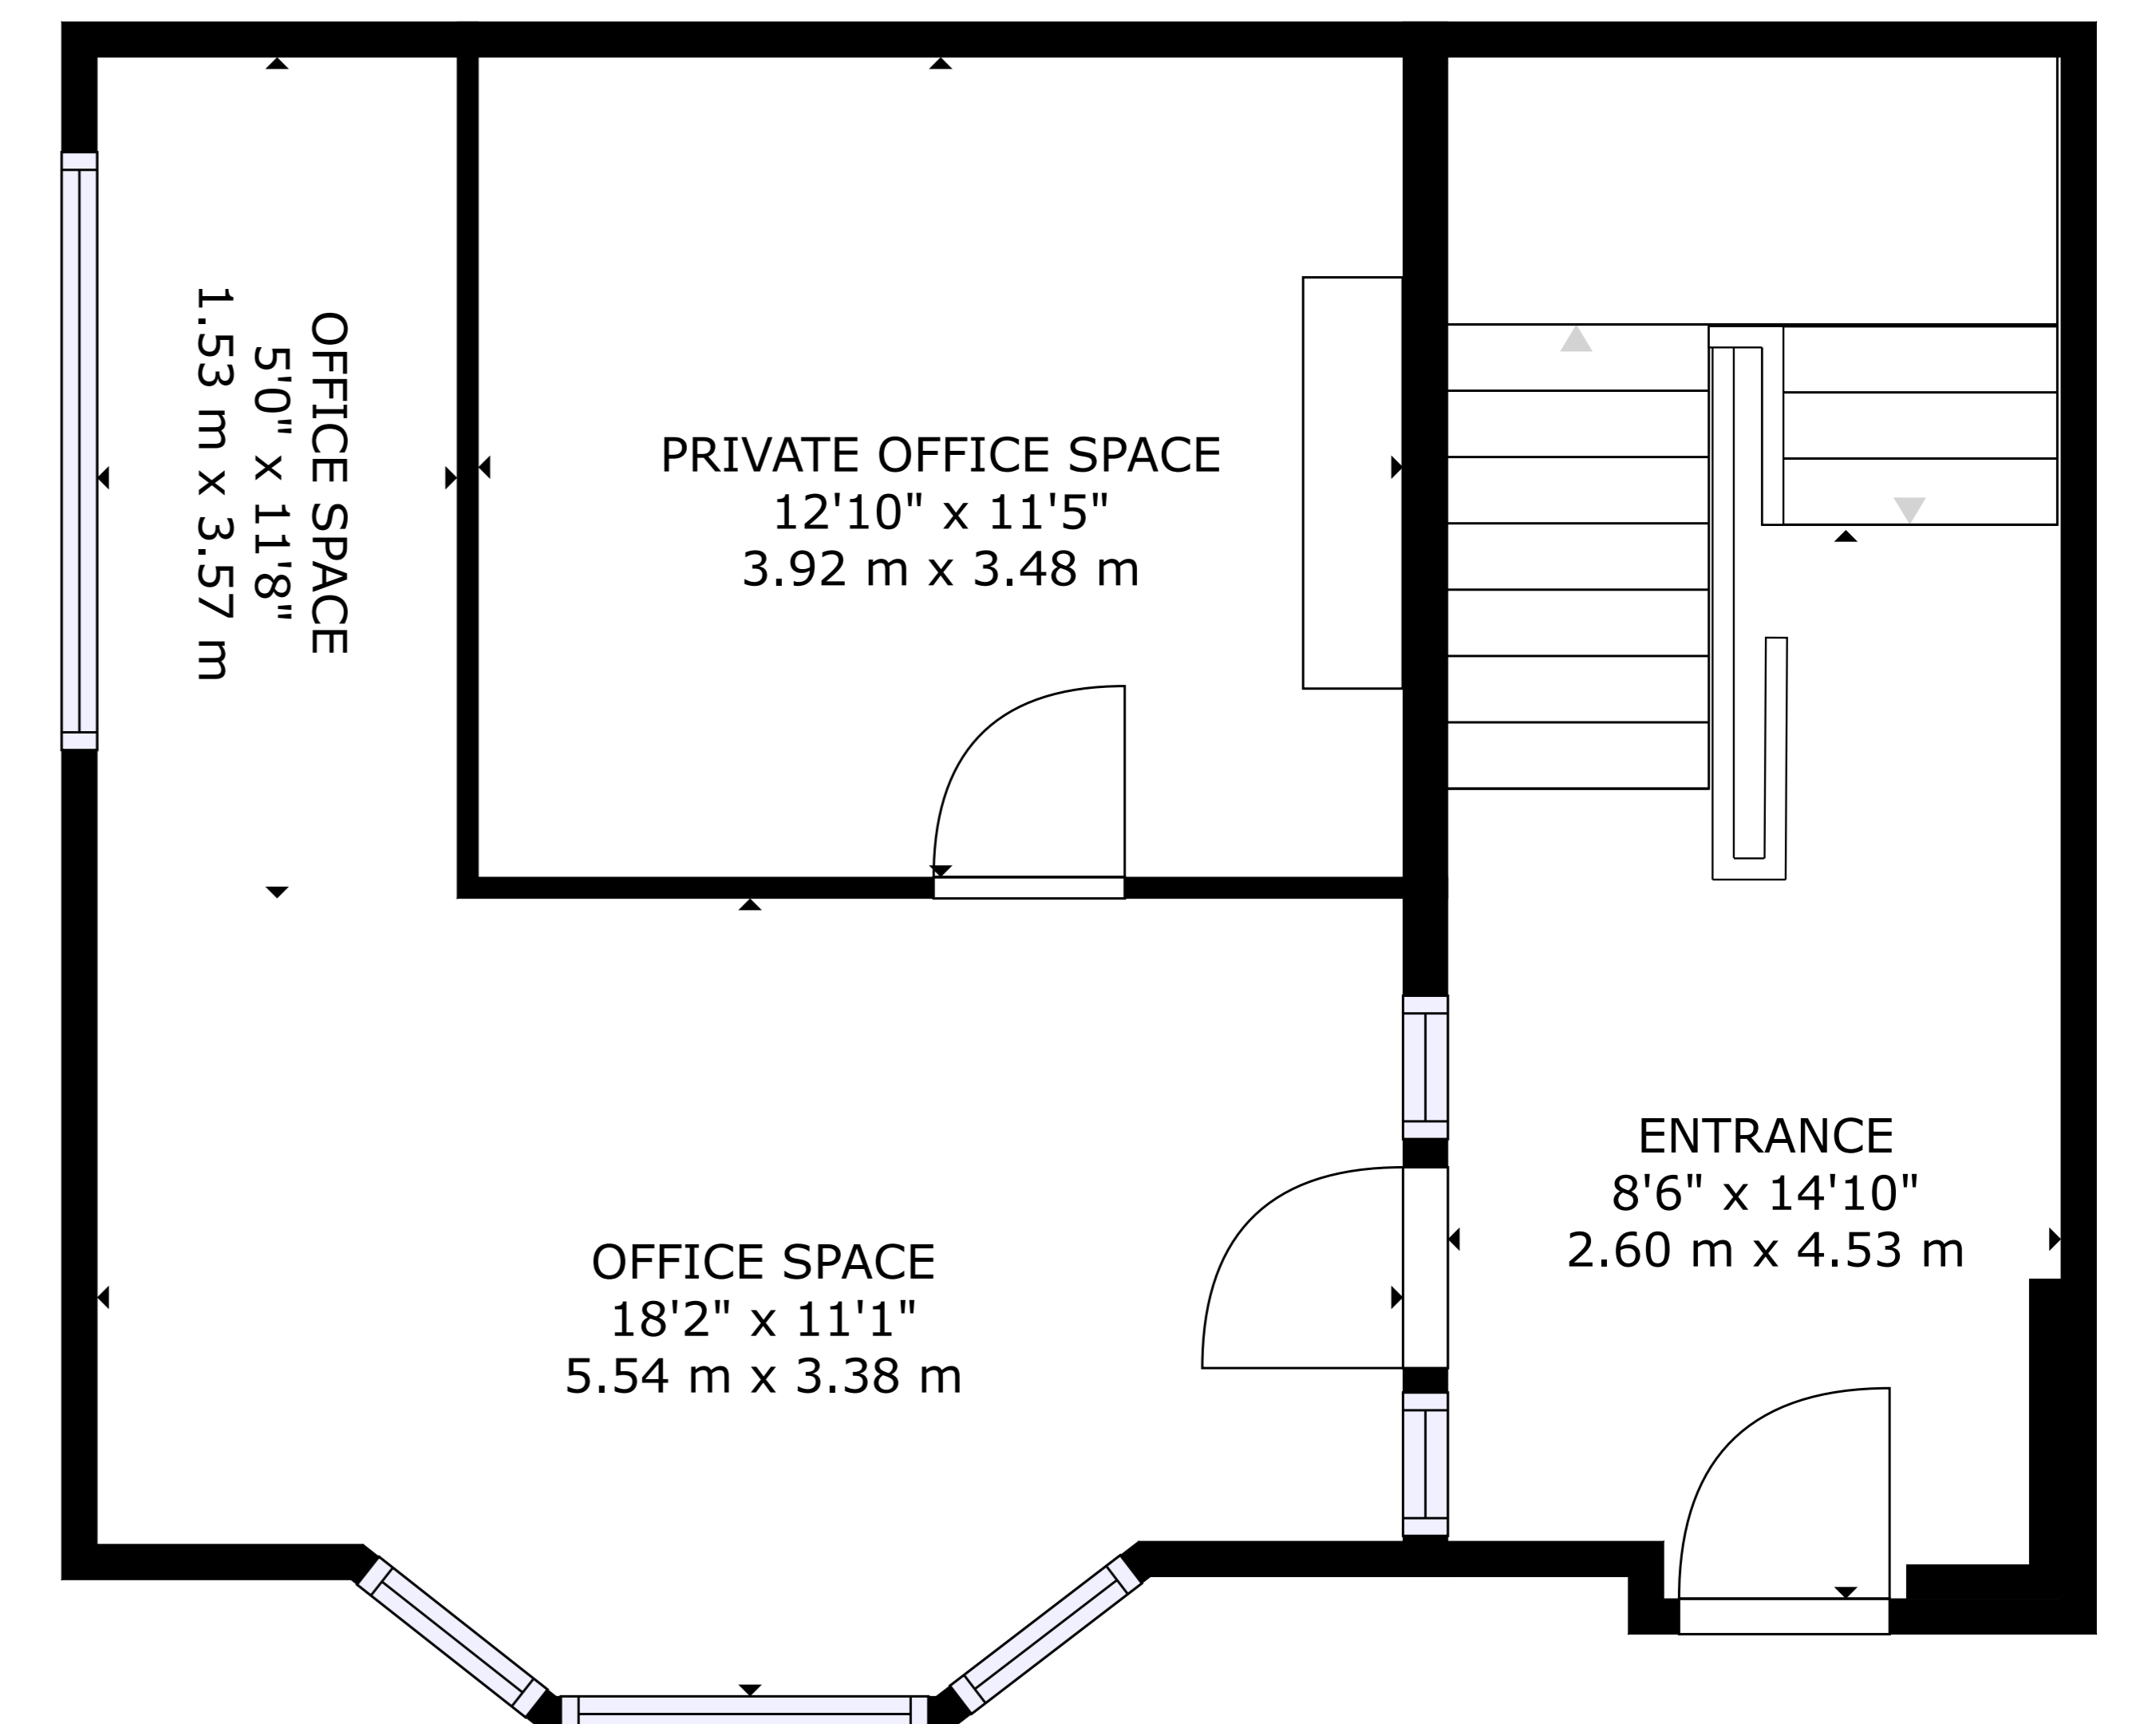 OFFICE SPACE
5'0" x 11'8"
1.53 m x 3.57 m
PRIVATE OFFICE SPACE
12'10" x 11'5"
3.92 m x 3.48 m
ENTRANCE
8'6" x 14'10"
2.60 m x 4.53 m
OFFICE SPACE
18'2" x 11'1"
5.54 m x 3.38 m